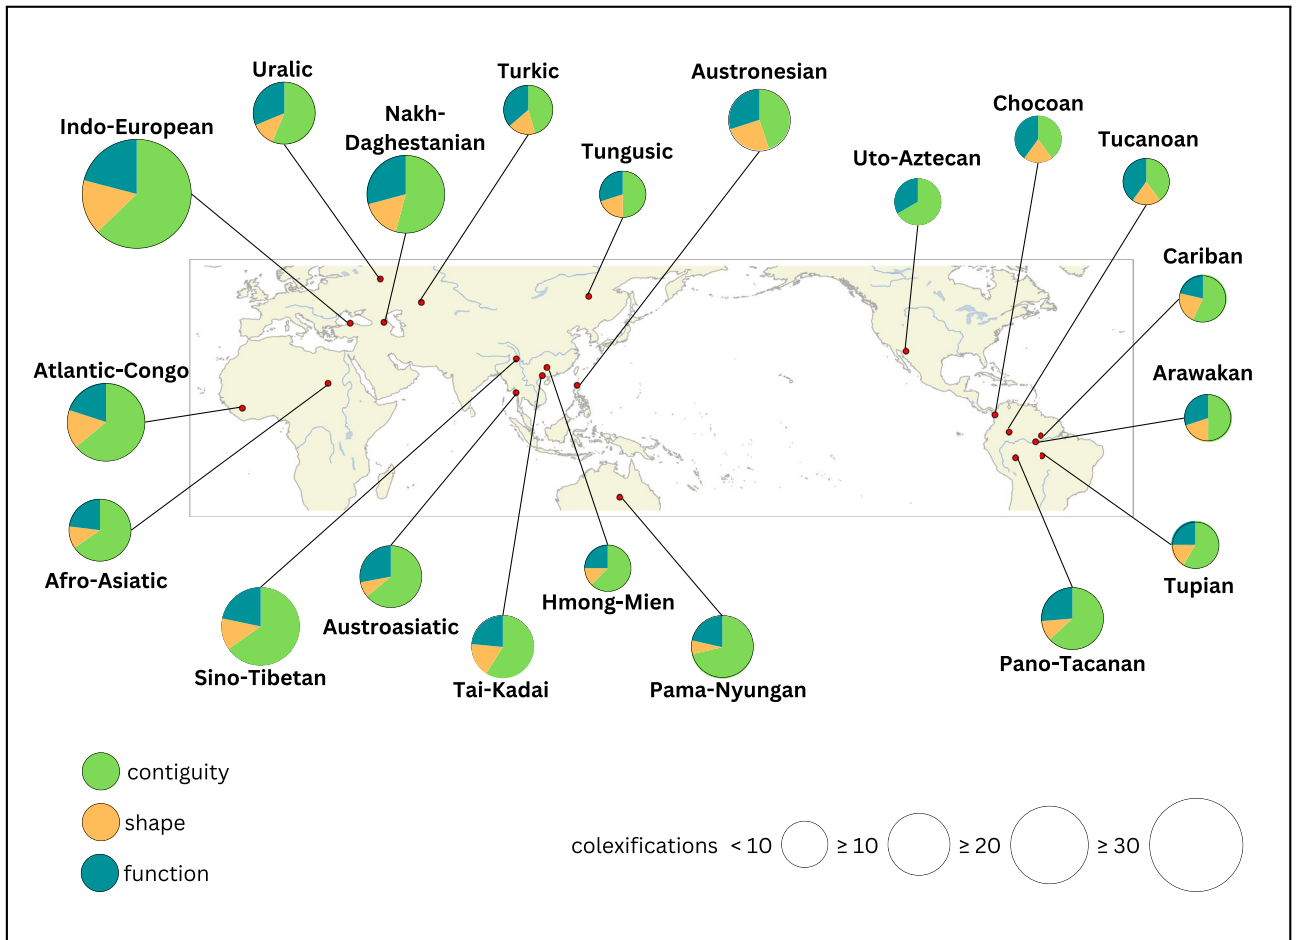 Uralic
Turkic
Austronesian
Nakh-
Daghestanian
Chocoan
Indo-European
Tucanoan
Tungusic
Uto-Aztecan
Cariban
Atlantic-Congo
Arawakan
Afro-Asiatic
Tupian
Hmong-Mien
Austroasiatic
Sino-Tibetan
Tai-Kadai
Pama-Nyungan
Pano-Tacanan
contiguity
shape
function
colexifications < 10 ≥ 10 ≥ 20 ≥ 30